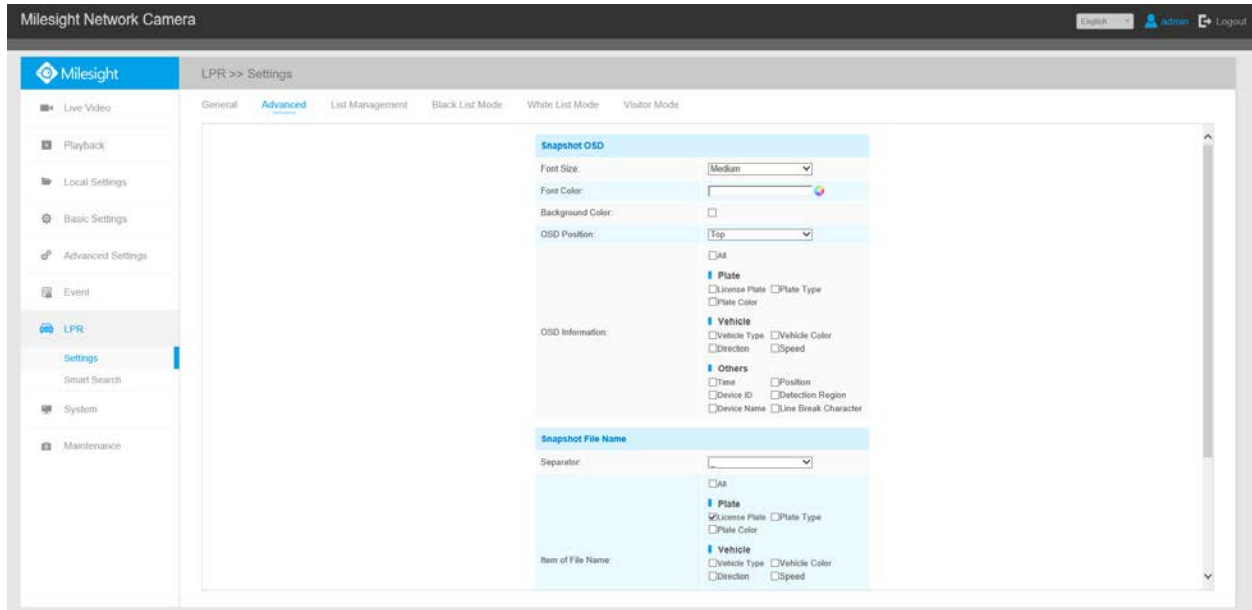 Milesight Network Camera
English
admin
Logout
Milesight
LPR >> Settings
Live Video
Playback
Local Settings
Basic Settings
Advanced Settings
Event
LPR
Settings
Smart Search
System
Maintenance
General Advanced List Management Black List Mode White List Mode Visitor Mode
Snapshot OSD
Font Size: Medium
Font Color:
Background Color:
OSD Position: Top
OSD Information:
All
Plate
License Plate Plate Type
Plate Color
Vehicle
Vehicle Type Vehicle Color
Direction Speed
Others
Time Position
Device ID Detection Region
Device Name Line Break Character
Snapshot File Name
Separator: _
Item of File Name:
All
Plate
License Plate Plate Type
Plate Color
Vehicle
Vehicle Type Vehicle Color
Direction Speed